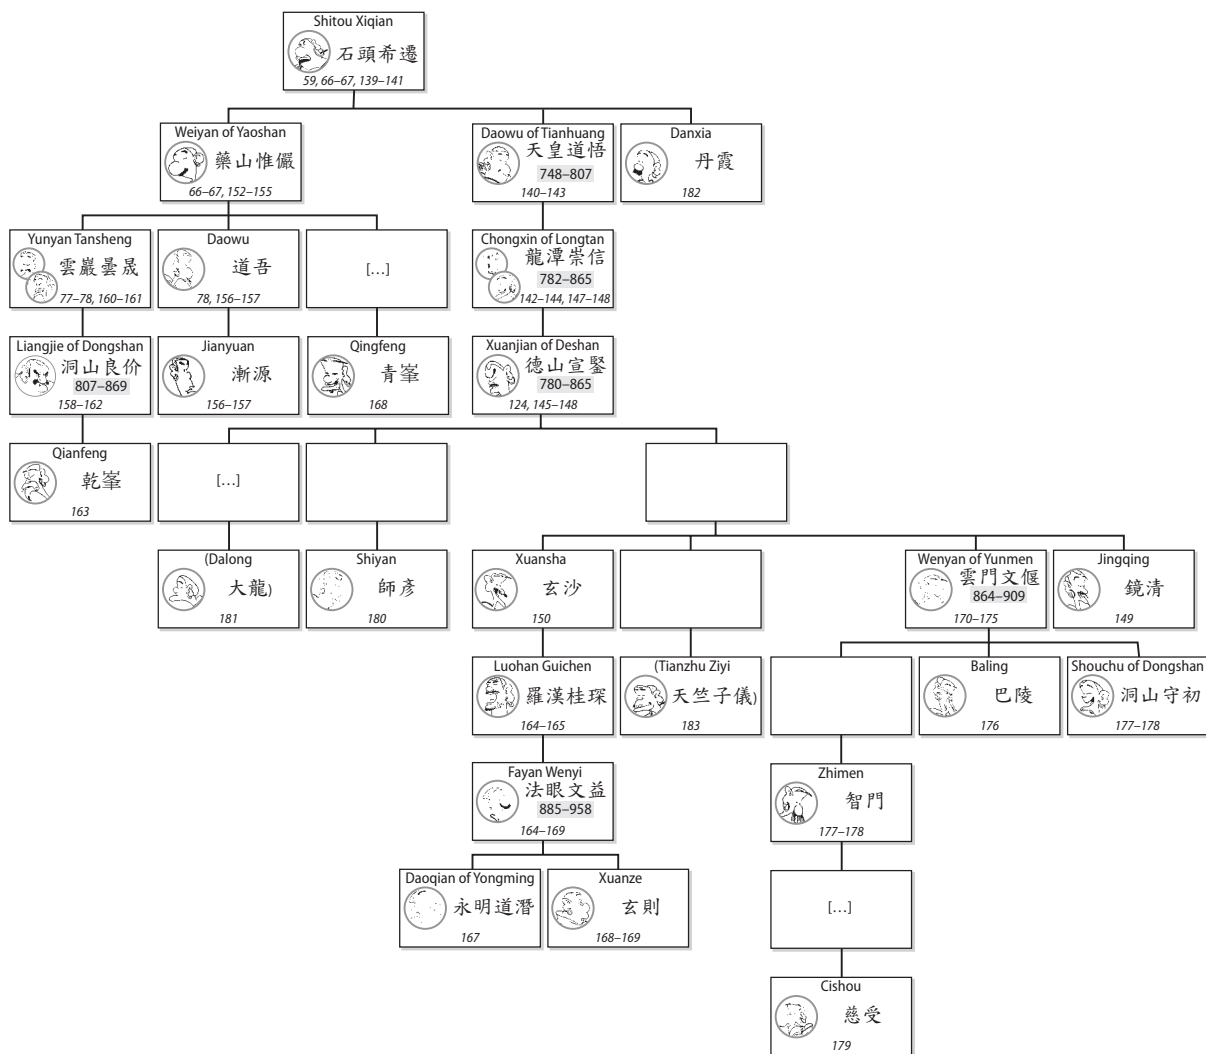 Shitou Xiqian
石頭希遷
59, 66–67, 139–141
Weiyan of Yaoshan
藥山惟儼
66–67, 152–155
Daowu of Tianhuang
天皇道悟
748–807
140–143
Danxia
丹霞
182
Yunyan Tansheng
雲巖曇晟
77–78, 160–161
Daowu
道吾
78, 156–157
[...]
Chongxin of Longtan
龍潭崇信
782–865
142–144, 147–148
Liangjie of Dongshan
洞山良价
807–869
158–162
Jianyuan
漸源
156–157
Qingfeng
青峯
168
Xuanjian of Deshan
德山宣鑒
780–865
124, 145–148
Qianfeng
乾峯
163
[...]
(Dalong
大龍)
181
Shiyan
師彥
180
Xuansha
玄沙
150
Wenyan of Yunmen
雲門文偃
864–909
170–175
Jingqing
鏡清
149
Luohan Guichen
羅漢桂琛
164–165
(Tianzhu Ziyi
天竺子儀)
183
Baling
巴陵
176
Shouchu of Dongshan
洞山守初
177–178
Fayan Wenyi
法眼文益
885–958
164–169
Zhimen
智門
177–178
Daoqian of Yongming
永明道潛
167
Xuanze
玄則
168–169
[...]
Cishou
慈受
179